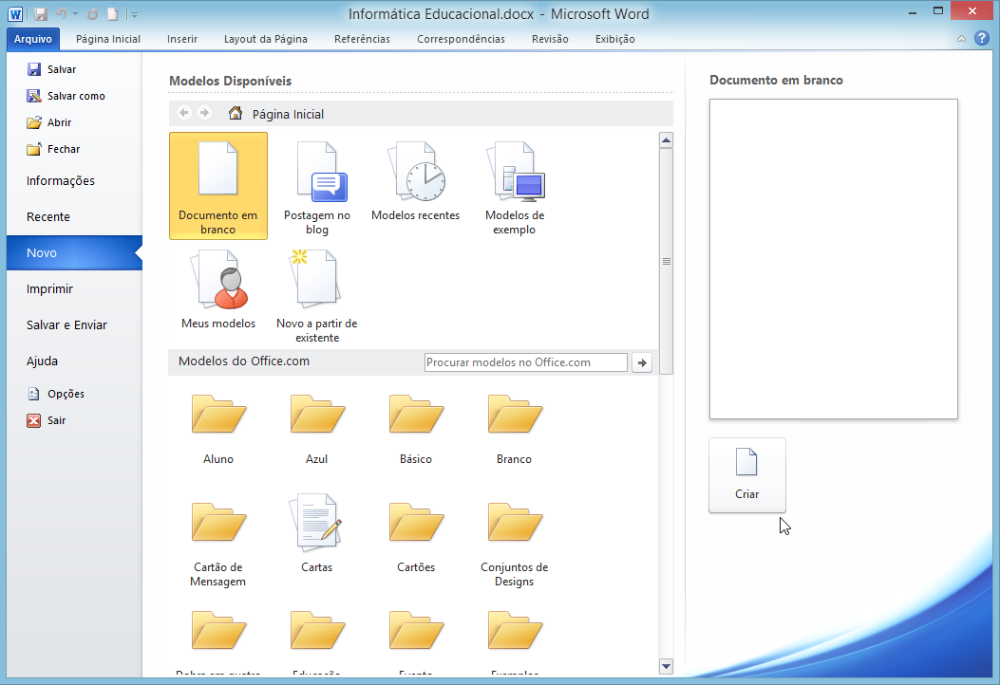 Informática Educacional.docx - Microsoft Word
Arquivo Página Inicial Inserir Layout da Página Referências Correspondências Revisão Exibição
Salvar
Salvar como
Abrir
Fechar
Informações
Recente
Novo
Imprimir
Salvar e Enviar
Ajuda
Opções
Sair
Modelos Disponíveis
Página Inicial
Documento em
branco
Postagem no
blog
Modelos recentes
Modelos de
exemplo
Meus modelos
Novo a partir de
existente
Modelos do Office.com
Procurar modelos no Office.com
Aluno
Azul
Básico
Branco
Cartão de
Mensagem
Cartas
Cartões
Conjuntos de
Designs
Documento em branco
Criar